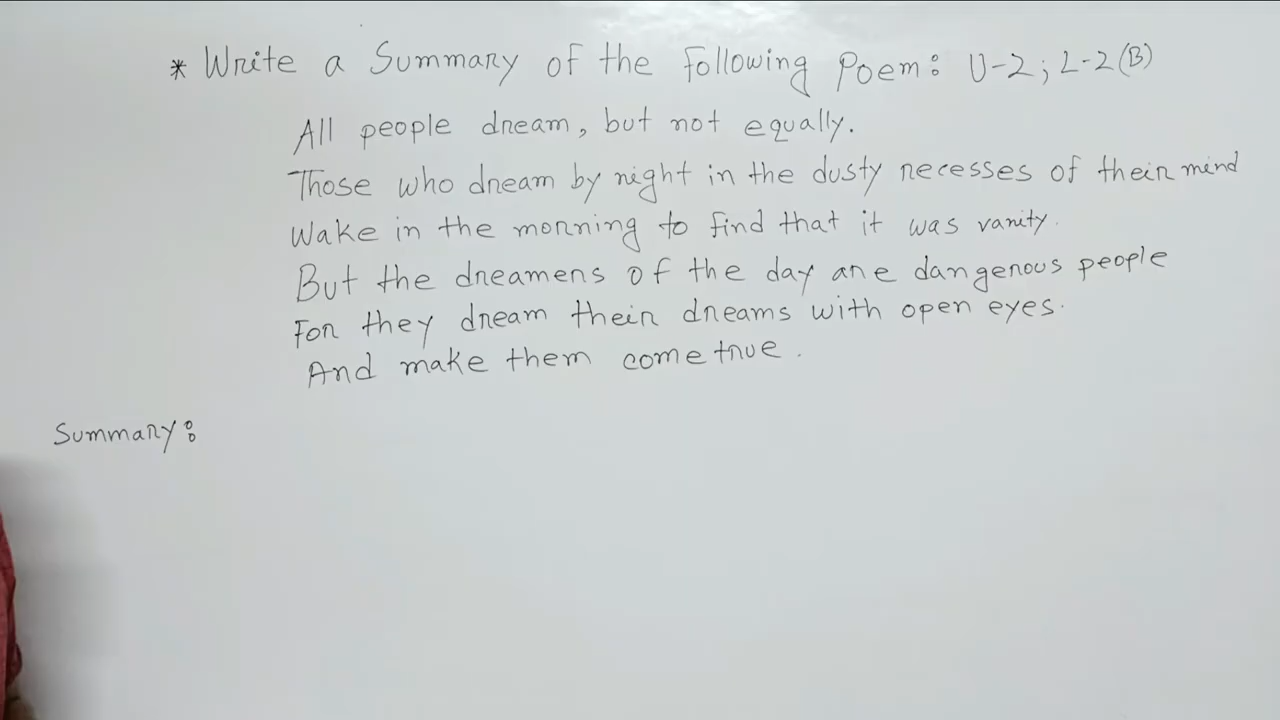 * Write a Summary of the following Poem: U-2; L-2(B)
All people dream, but not equally.
Those who dream by night in the dusty recesses of their mind
Wake in the morning to find that it was vanity.
But the dreamers of the day are dangerous people
For they dream their dreams with open eyes.
And make them come true.
Summary: